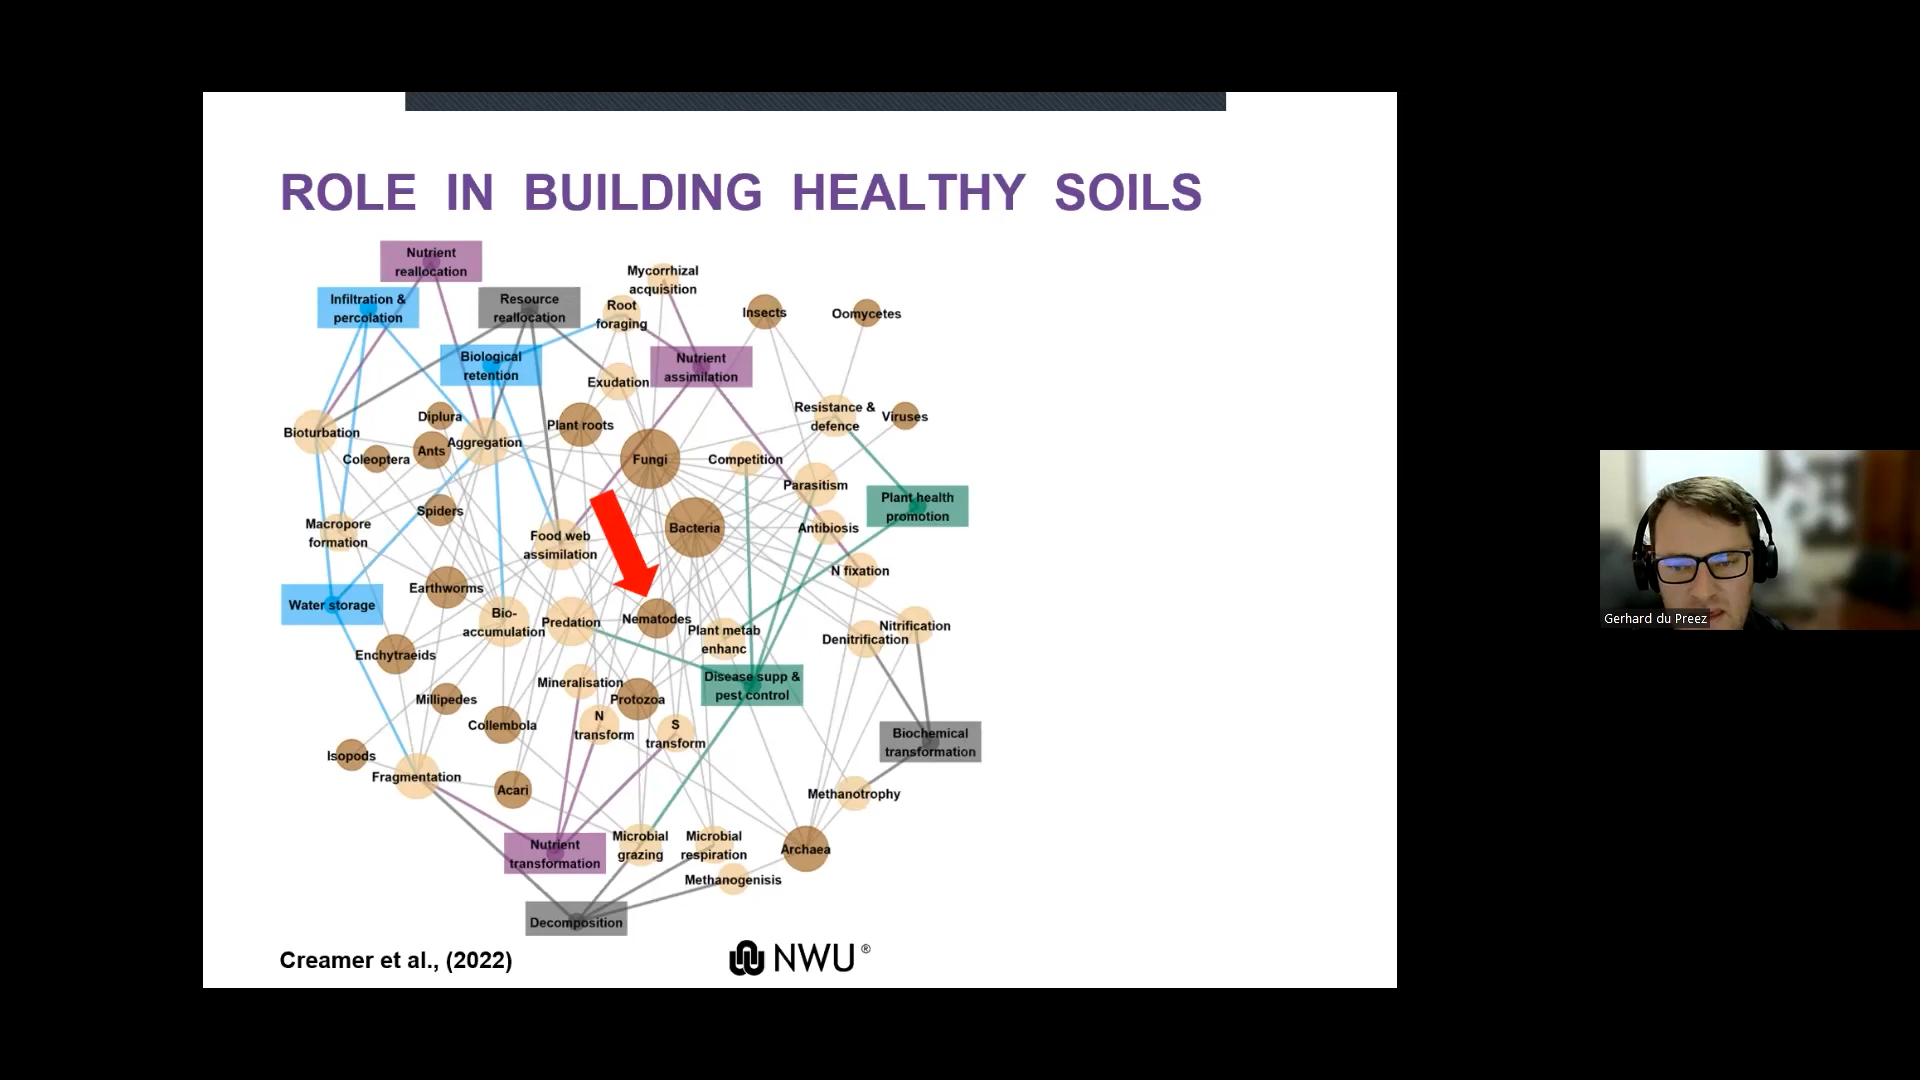 ROLE IN BUILDING HEALTHY SOILS
Nutrient
reallocation
Mycorrhizal
acquisition
Infiltration &
percolation
Resource
reallocation
Root
foraging
Insects
Oomycetes
Biological
retention
Nutrient
assimilation
Exudation
Diplura
Plant roots
Resistance &
defence
Viruses
Bioturbation
Coleoptera
Ants
Aggregation
Fungi
Competition
Parasitism
Plant health
promotion
Spiders
Macropore
formation
Food web
assimilation
Bacteria
Antibiosis
N fixation
Earthworms
Water storage
Bio-
accumulation
Predation
Nematodes
Plant metab
enhanc
Nitrification
Denitrification
Enchytraeids
Mineralisation
Disease supp &
pest control
Millipedes
Protozoa
Collembola
N
transform
S
transform
Biochemical
transformation
Isopods
Fragmentation
Acari
Methanotrophy
Nutrient
transformation
Microbial
grazing
Microbial
respiration
Archaea
Methanogenisis
Decomposition
Creamer et al., (2022)
NWU®
Gerhard du Preez